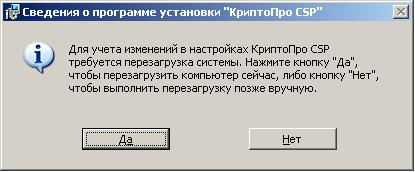 Сведения о программе установки "КриптоПро CSP"
Для учета изменений в настройках КриптоПро CSP
требуется перезагрузка системы. Нажмите кнопку "Да",
чтобы перезагрузить компьютер сейчас, либо кнопку "Нет",
чтобы выполнить перезагрузку позже вручную.
Да
Нет